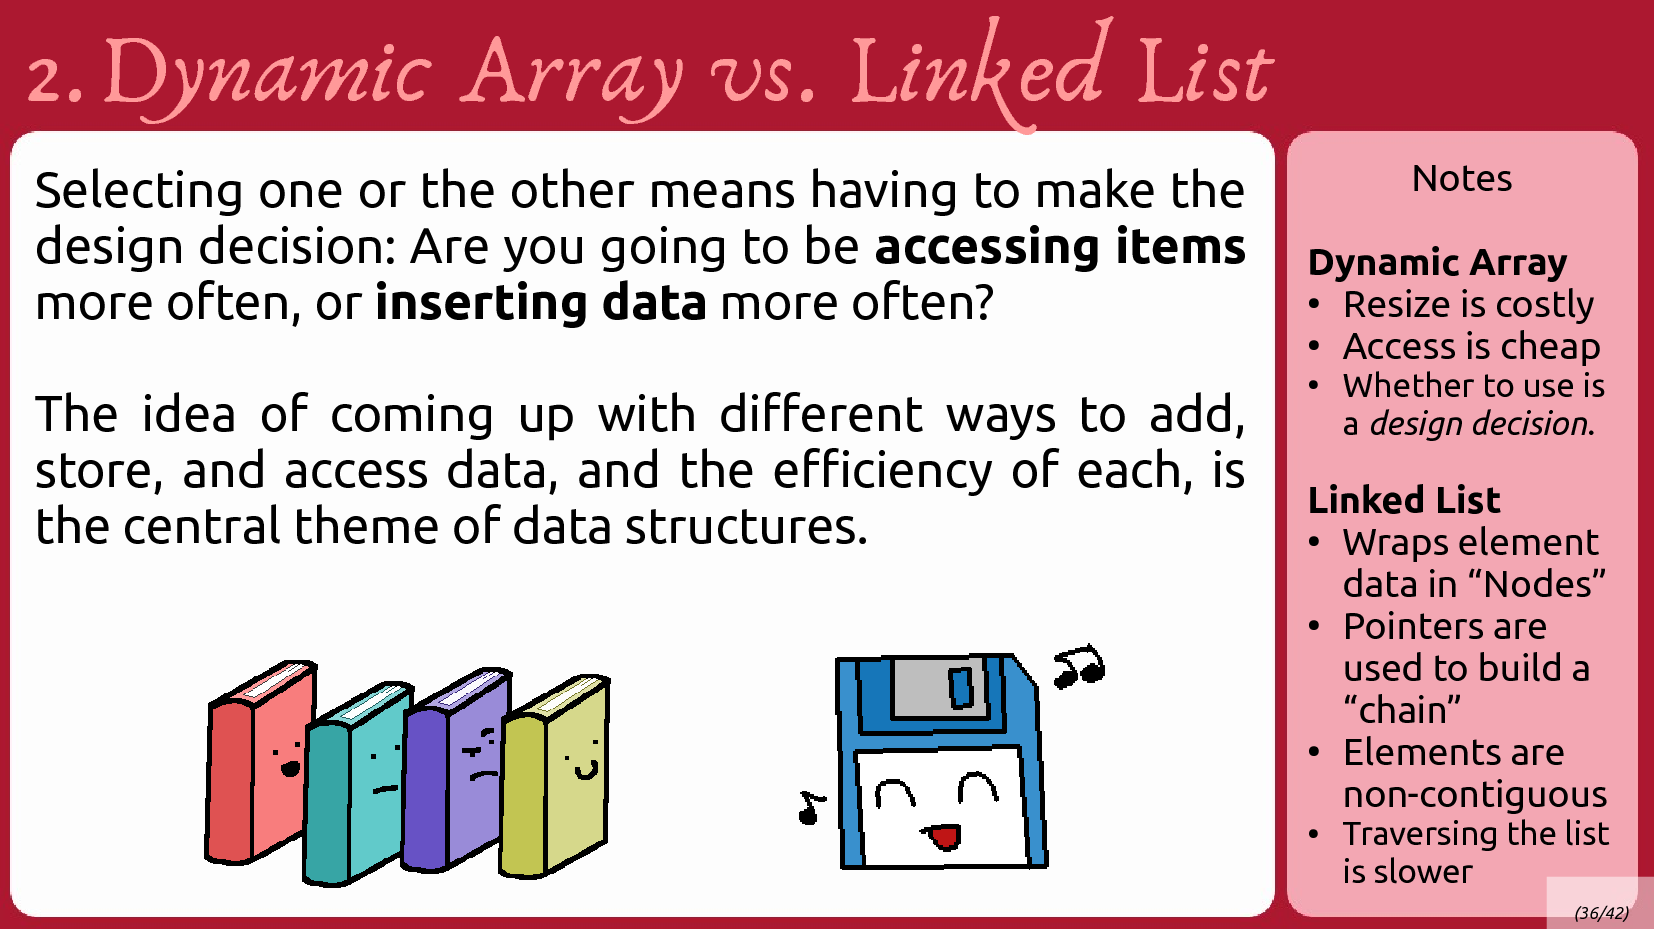 2. Dynamic Array vs. Linked List
Selecting one or the other means having to make the
design decision: Are you going to be accessing items
more often, or inserting data more often?
The idea of coming up with different ways to add,
store, and access data, and the efficiency of each, is
the central theme of data structures.
Notes
Dynamic Array
• Resize is costly
• Access is cheap
• Whether to use is
a design decision.
Linked List
• Wraps element
data in “Nodes”
• Pointers are
used to build a
“chain”
• Elements are
non-contiguous
• Traversing the list
is slower
(36/42)